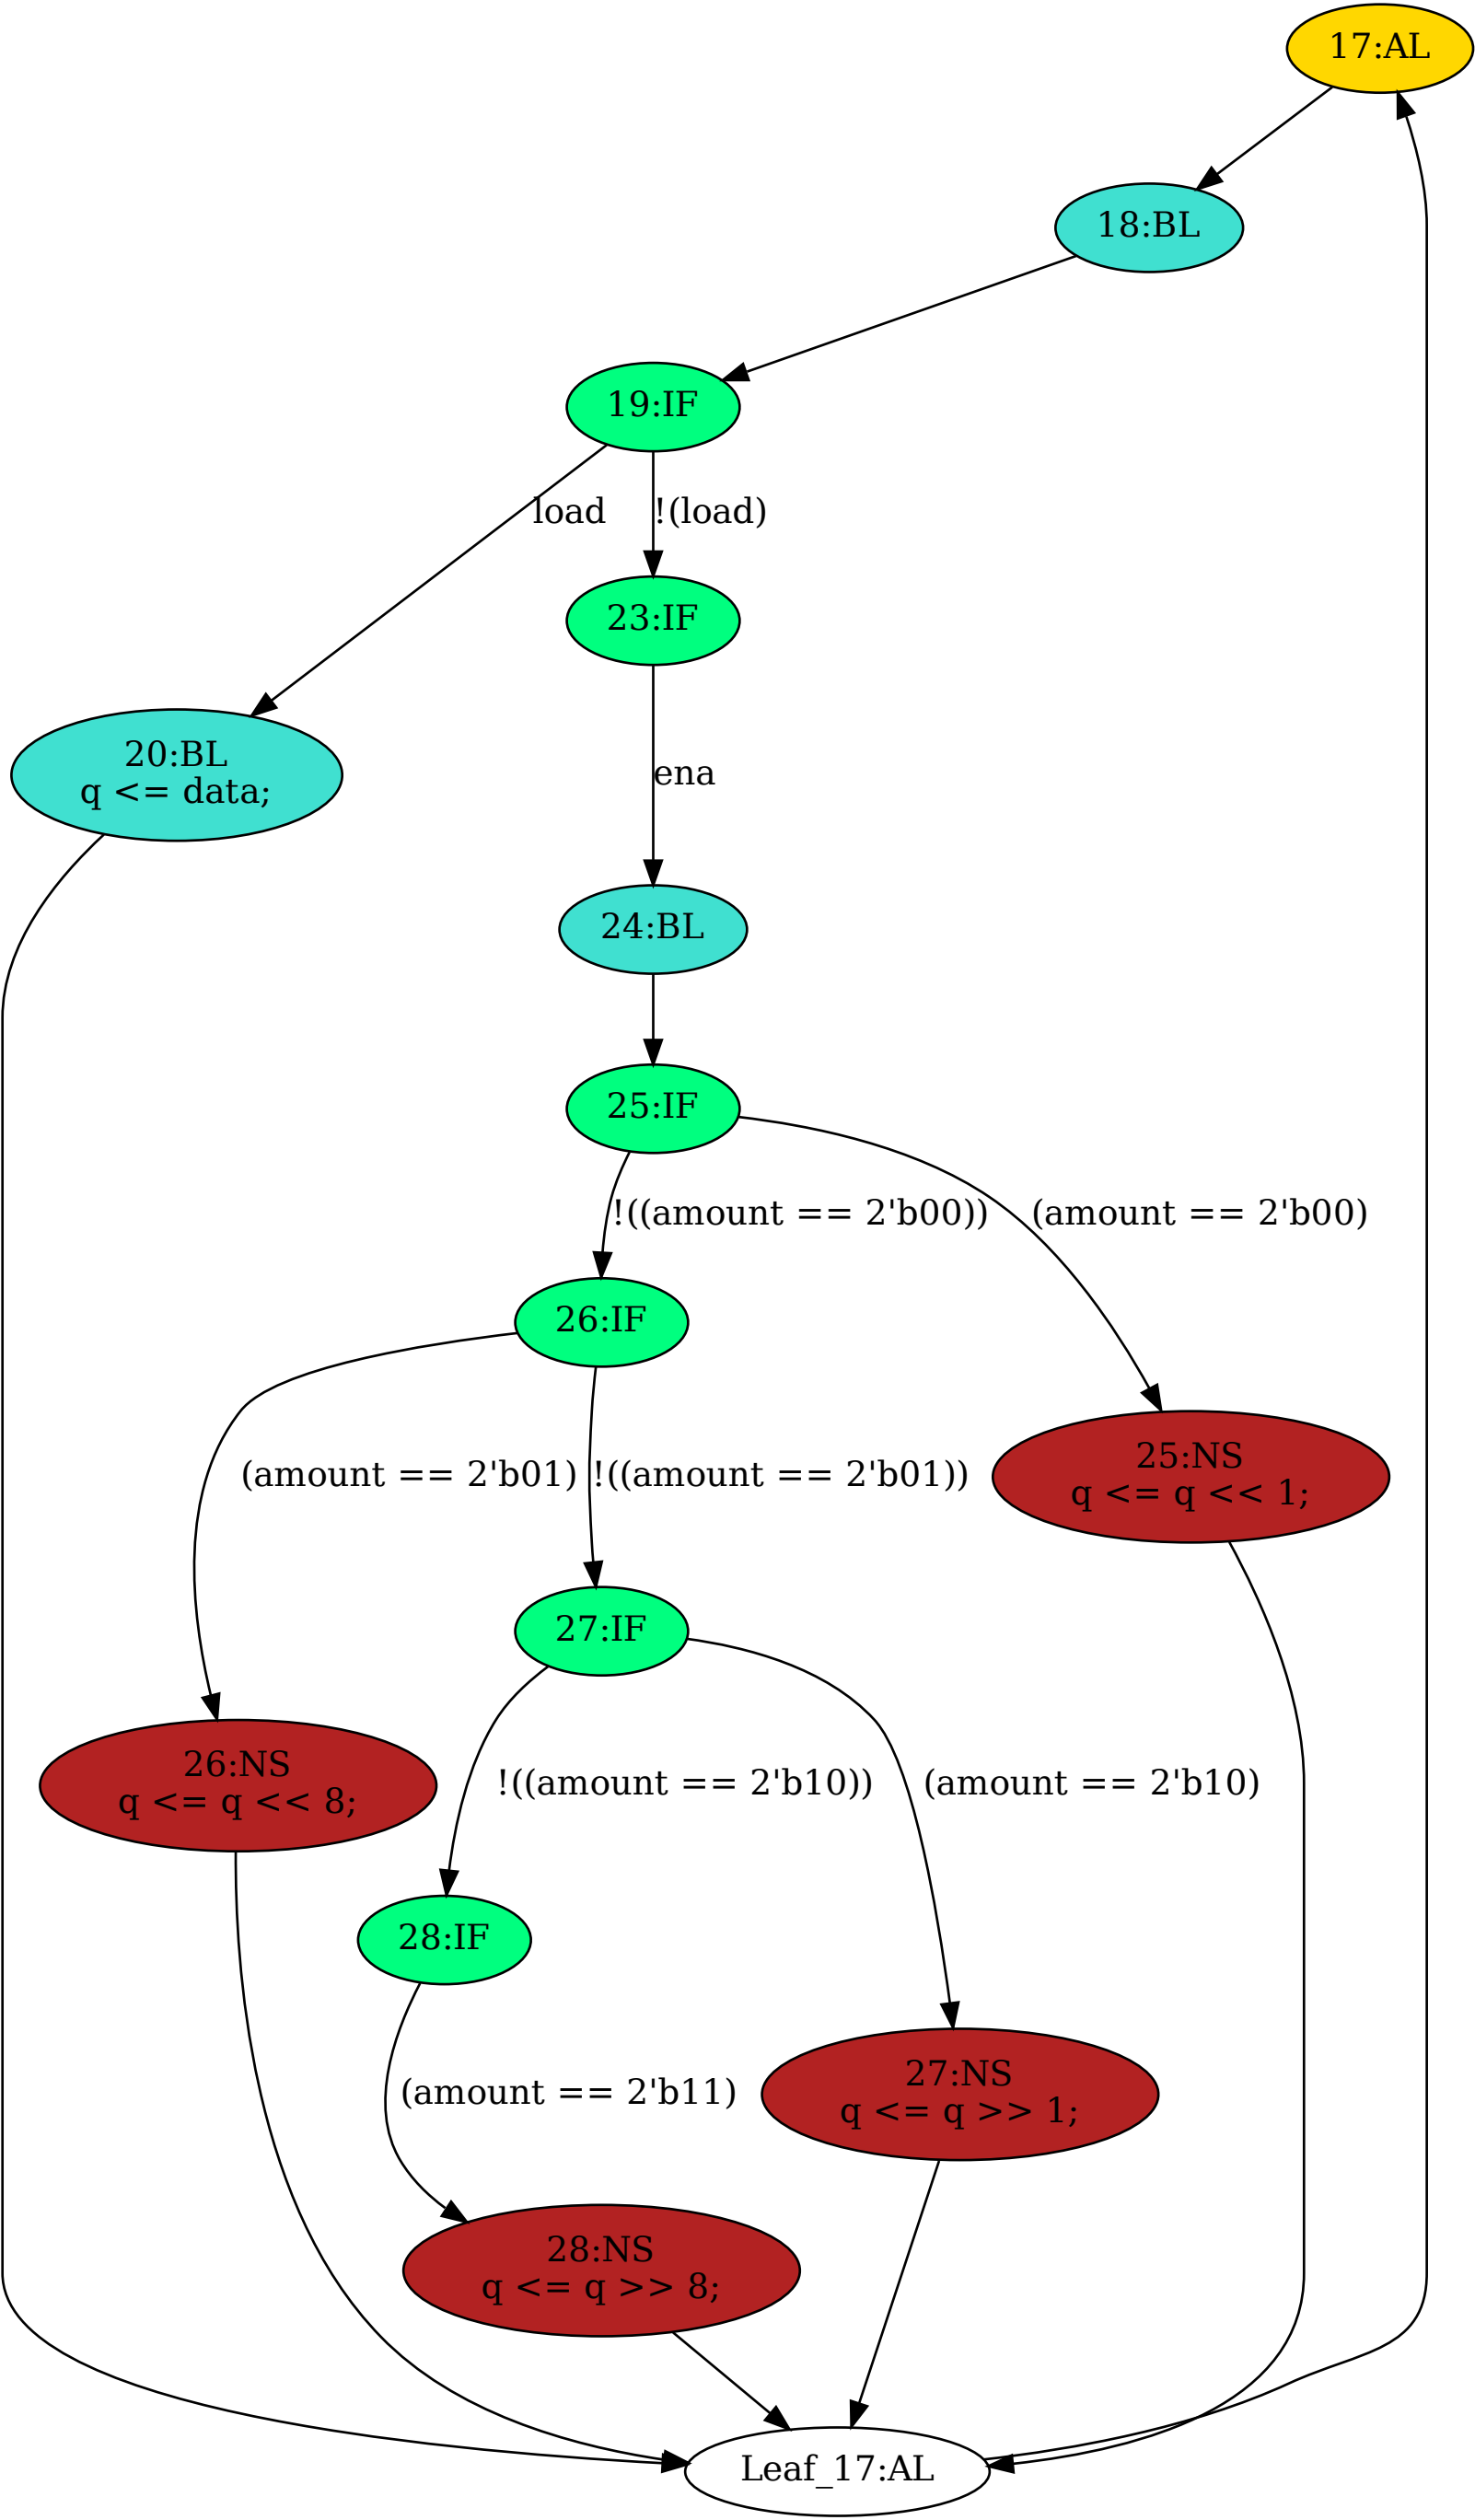 17:AL
18:BL
19:IF
load
!(load)
23:IF
20:BL
q <= data;
ena
24:BL
25:IF
!((amount == 2'b00))
(amount == 2'b00)
26:IF
(amount == 2'b01)
!((amount == 2'b01))
25:NS
q <= q << 1;
27:IF
26:NS
q <= q << 8;
!((amount == 2'b10))
(amount == 2'b10)
28:IF
(amount == 2'b11)
27:NS
q <= q >> 1;
28:NS
q <= q >> 8;
Leaf_17:AL